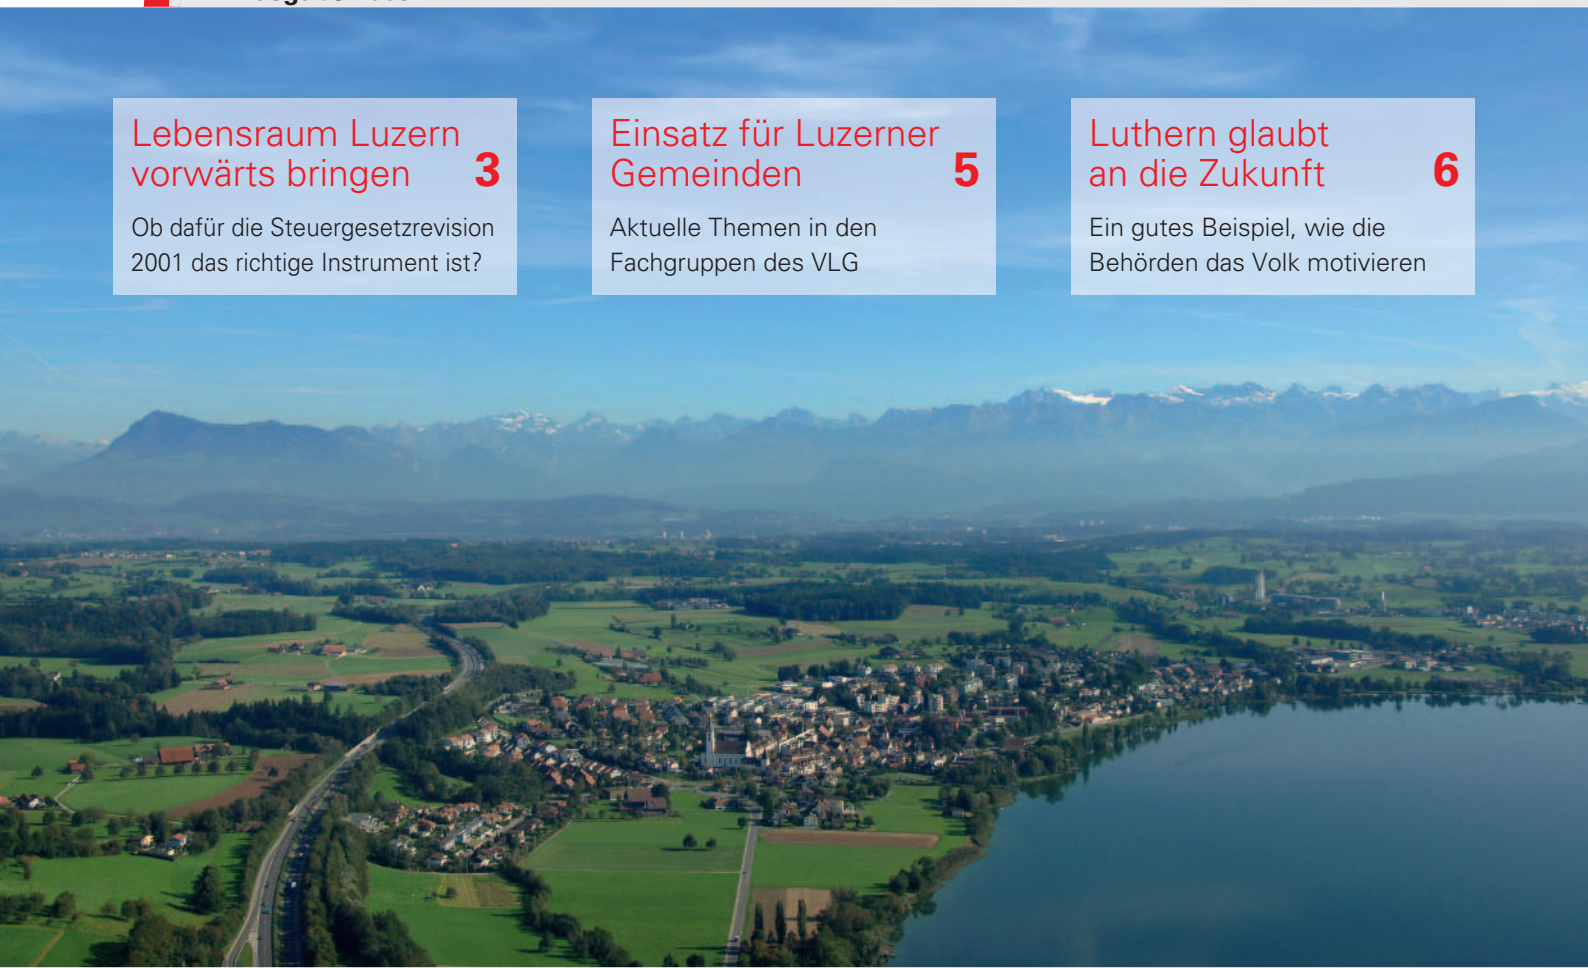 Lebensraum Luzern
vorwärts bringen 3
Ob dafür die Steuergesetzrevision
2001 das richtige Instrument ist?
Einsatz für Luzerner
Gemeinden 5
Aktuelle Themen in den
Fachgruppen des VLG
Luthern glaubt
an die Zukunft 6
Ein gutes Beispiel, wie die
Behörden das Volk motivieren